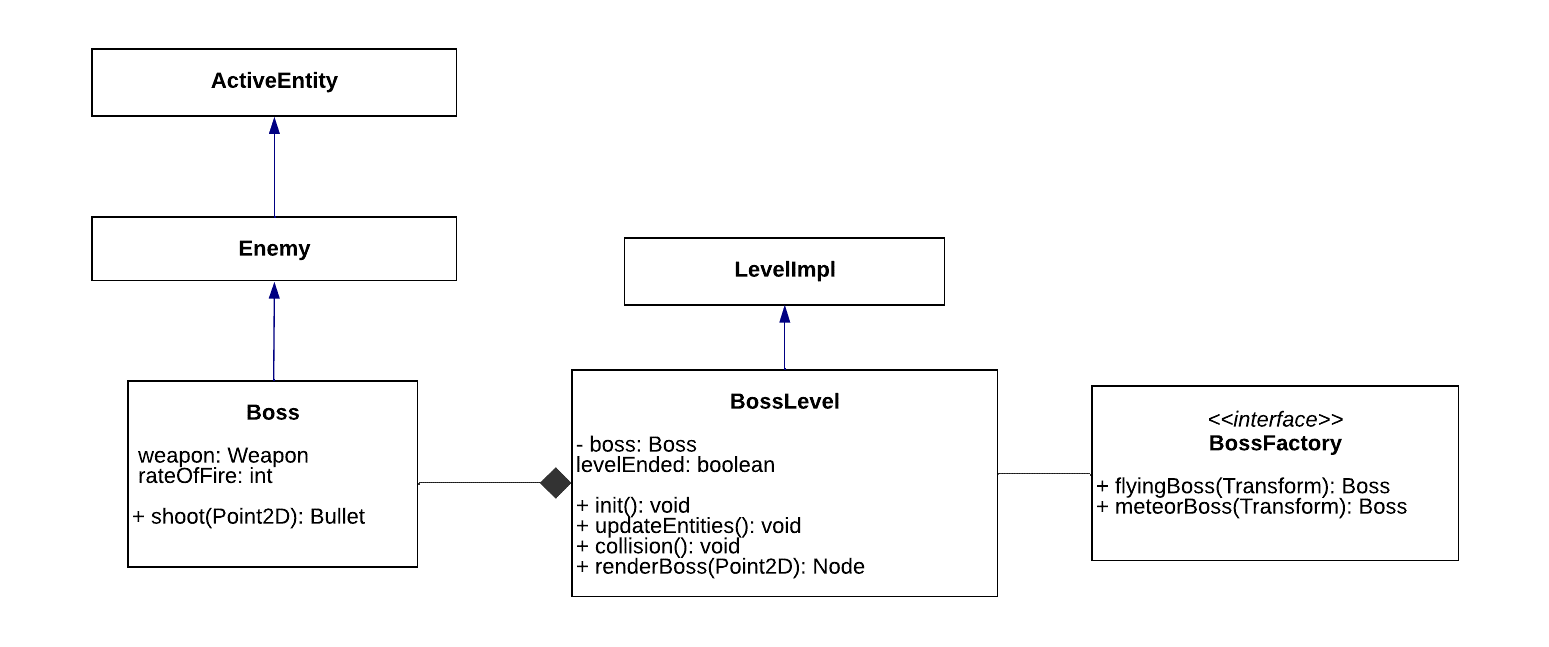 ActiveEntity
Enemy
LevelImpl
Boss
weapon: Weapon
rateOfFire: int
+ shoot(Point2D): Bullet
BossLevel
- boss: Boss
levelEnded: boolean
+ init(): void
+ updateEntities(): void
+ collision(): void
+ renderBoss(Point2D): Node
<<interface>>
BossFactory
+ flyingBoss(Transform): Boss
+ meteorBoss(Transform): Boss